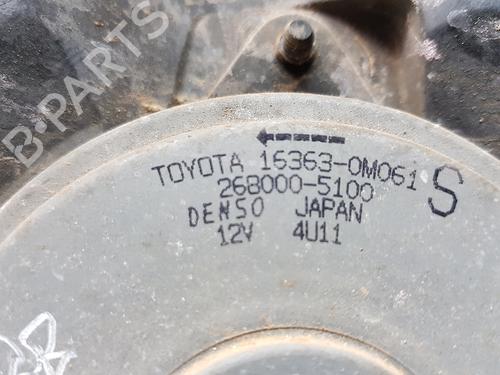 B-PARTS
TOYOTA 16363-0M061
268000-5100 S
DENSO JAPAN
12V 4U11